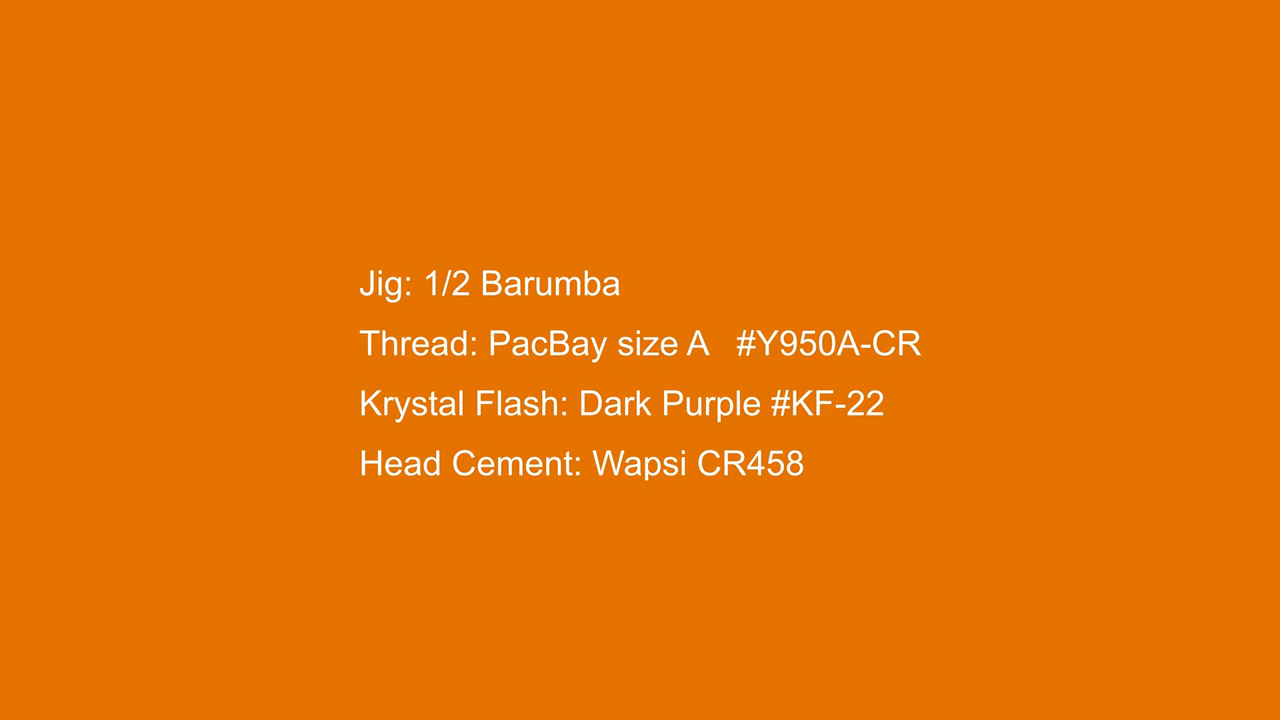 Jig: 1/2 Barumba
Thread: PacBay size A   #Y950A-CR
Krystal Flash: Dark Purple #KF-22
Head Cement: Wapsi CR458